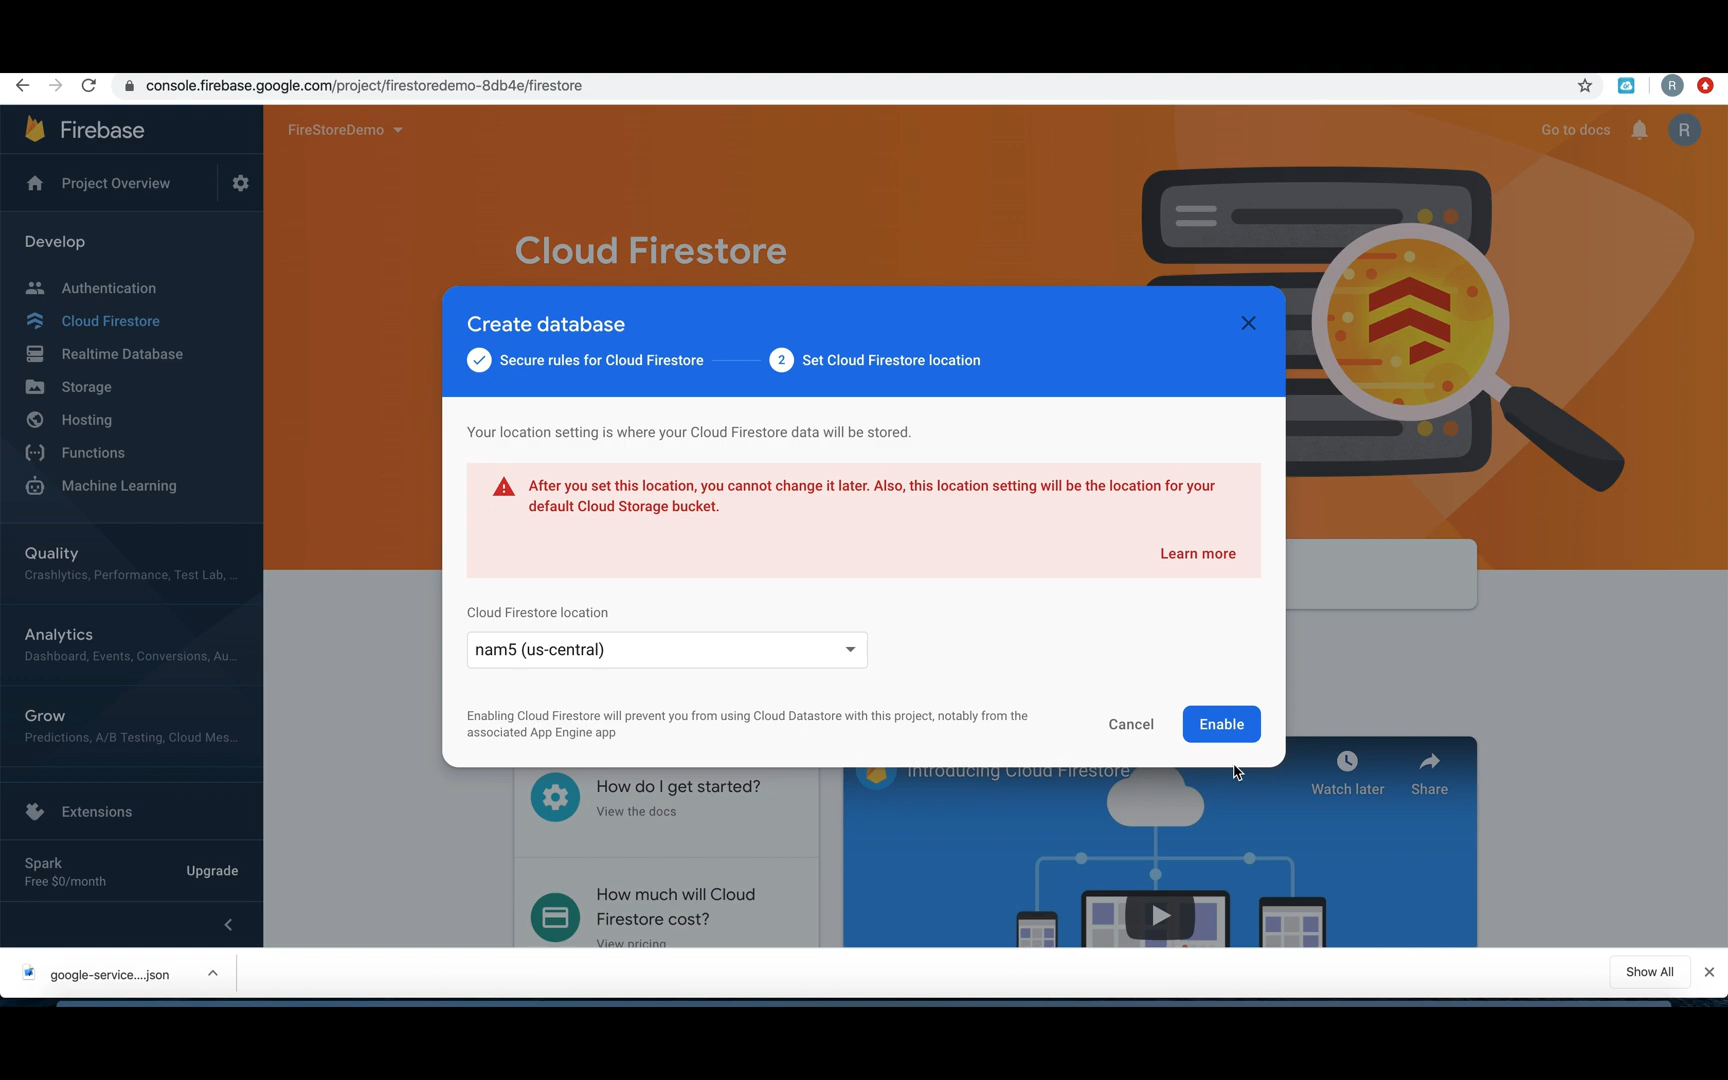 console.firebase.google.com/project/firestoredemo-8db4e/firestore
R
Firebase
FireStoreDemo
Go to docs
R
Project Overview
Develop
Authentication
Cloud Firestore
Realtime Database
Storage
Hosting
Functions
Machine Learning
Quality
Crashlytics, Performance, Test Lab, ...
Analytics
Dashboard, Events, Conversions, Au...
Grow
Predictions, A/B Testing, Cloud Mes...
Extensions
Spark
Free $0/month
Upgrade
Cloud Firestore
Create database
Secure rules for Cloud Firestore
2 Set Cloud Firestore location
Your location setting is where your Cloud Firestore data will be stored.
After you set this location, you cannot change it later. Also, this location setting will be the location for your
default Cloud Storage bucket.
Learn more
Cloud Firestore location
nam5 (us-central)
Enabling Cloud Firestore will prevent you from using Cloud Datastore with this project, notably from the
associated App Engine app
Cancel
Enable
How do I get started?
View the docs
How much will Cloud
Firestore cost?
View pricing
Introducing Cloud Firestore
Watch later
Share
google-service....json
Show All